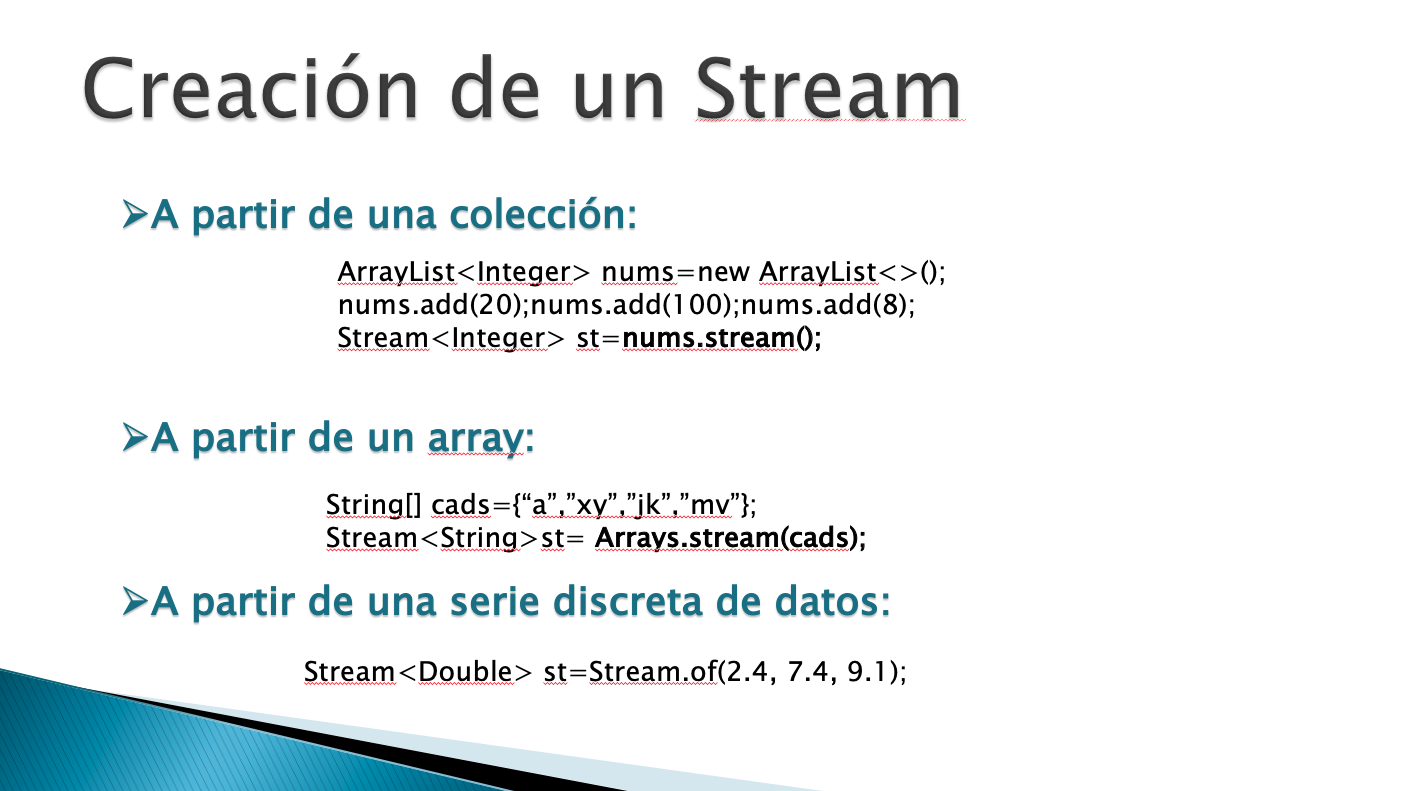 Creación de un Stream
➢A partir de una colección:
ArrayList<Integer> nums=new ArrayList<>();
nums.add(20);nums.add(100);nums.add(8);
Stream<Integer> st=nums.stream();
➢A partir de un array:
String[] cads={“a”,”xy”,”jk”,”mv”};
Stream<String>st= Arrays.stream(cads);
➢A partir de una serie discreta de datos:
Stream<Double> st=Stream.of(2.4, 7.4, 9.1);